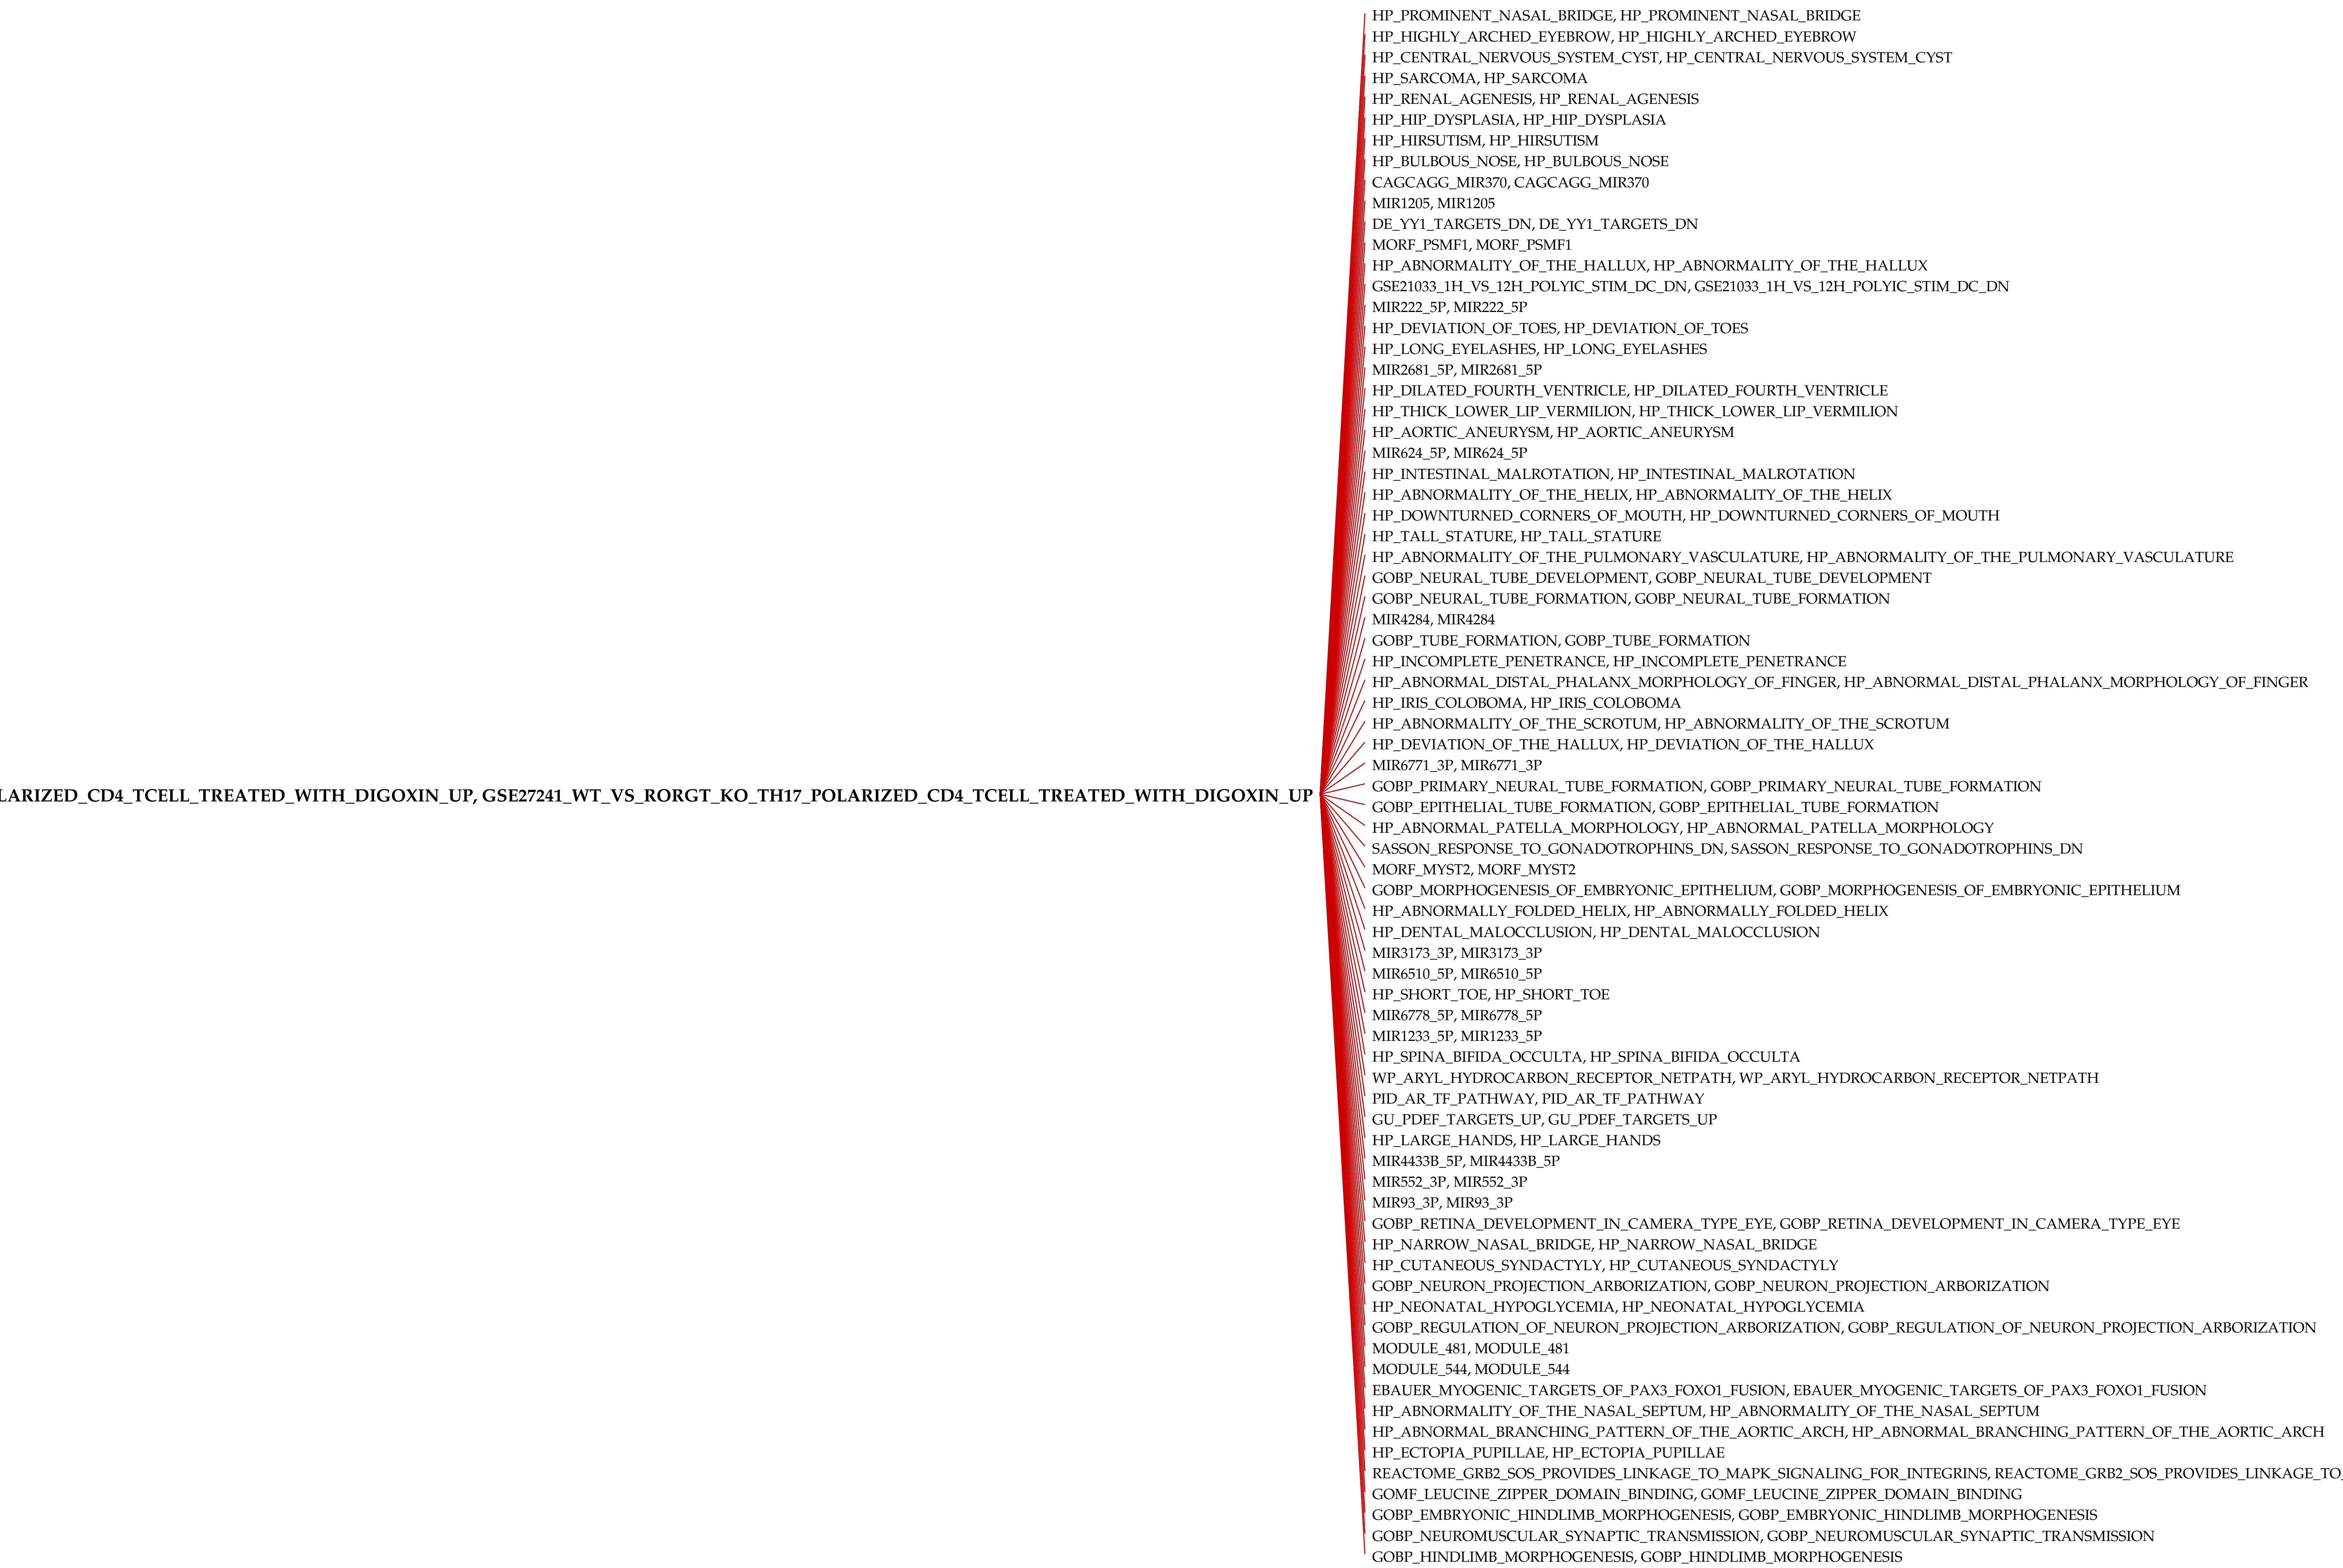 HP_PROMINENT_NASAL_BRIDGE, HP_PROMINENT_NASAL_BRIDGE
HP_HIGHLY_ARCHED_EYEBROW, HP_HIGHLY_ARCHED_EYEBROW
HP_CENTRAL_NERVOUS_SYSTEM_CYST, HP_CENTRAL_NERVOUS_SYSTEM_CYST
HP_SARCOMA, HP_SARCOMA
HP_RENAL_AGENESIS, HP_RENAL_AGENESIS
HP_HIP_DYSPLASIA, HP_HIP_DYSPLASIA
HP_HIRSUTISM, HP_HIRSUTISM
HP_BULBOUS_NOSE, HP_BULBOUS_NOSE
CAGCAGG_MIR370, CAGCAGG_MIR370
MIR1205, MIR1205
DE_YY1_TARGETS_DN, DE_YY1_TARGETS_DN
MORF_PSMF1, MORF_PSMF1
HP_ABNORMALITY_OF_THE_HALLUX, HP_ABNORMALITY_OF_THE_HALLUX
GSE21033_1H_VS_12H_POLYIC_STIM_DC_DN, GSE21033_1H_VS_12H_POLYIC_STIM_DC_DN
MIR222_5P, MIR222_5P
HP_DEVIATION_OF_TOES, HP_DEVIATION_OF_TOES
HP_LONG_EYELASHES, HP_LONG_EYELASHES
MIR2681_5P, MIR2681_5P
HP_DILATED_FOURTH_VENTRICLE, HP_DILATED_FOURTH_VENTRICLE
HP_THICK_LOWER_LIP_VERMILION, HP_THICK_LOWER_LIP_VERMILION
HP_AORTIC_ANEURYSM, HP_AORTIC_ANEURYSM
MIR624_5P, MIR624_5P
HP_INTESTINAL_MALROTATION, HP_INTESTINAL_MALROTATION
HP_ABNORMALITY_OF_THE_HELIX, HP_ABNORMALITY_OF_THE_HELIX
HP_DOWNTURNED_CORNERS_OF_MOUTH, HP_DOWNTURNED_CORNERS_OF_MOUTH
HP_TALL_STATURE, HP_TALL_STATURE
HP_ABNORMALITY_OF_THE_PULMONARY_VASCULATURE, HP_ABNORMALITY_OF_THE_PULMONARY_VASCULATURE
GOBP_NEURAL_TUBE_DEVELOPMENT, GOBP_NEURAL_TUBE_DEVELOPMENT
GOBP_NEURAL_TUBE_FORMATION, GOBP_NEURAL_TUBE_FORMATION
MIR4284, MIR4284
GOBP_TUBE_FORMATION, GOBP_TUBE_FORMATION
HP_INCOMPLETE_PENETRANCE, HP_INCOMPLETE_PENETRANCE
HP_ABNORMAL_DISTAL_PHALANX_MORPHOLOGY_OF_FINGER, HP_ABNORMAL_DISTAL_PHALANX_MORPHOLOGY_OF_FINGER
HP_IRIS_COLOBOMA, HP_IRIS_COLOBOMA
HP_ABNORMALITY_OF_THE_SCROTUM, HP_ABNORMALITY_OF_THE_SCROTUM
HP_DEVIATION_OF_THE_HALLUX, HP_DEVIATION_OF_THE_HALLUX
MIR6771_3P, MIR6771_3P
GOBP_PRIMARY_NEURAL_TUBE_FORMATION, GOBP_PRIMARY_NEURAL_TUBE_FORMATION
LARIZED_CD4_TCELL_TREATED_WITH_DIGOXIN_UP, GSE27241_WT_VS_RORGT_KO_TH17_POLARIZED_CD4_TCELL_TREATED_WITH_DIGOXIN_UP
GOBP_EPITHELIAL_TUBE_FORMATION, GOBP_EPITHELIAL_TUBE_FORMATION
HP_ABNORMAL_PATELLA_MORPHOLOGY, HP_ABNORMAL_PATELLA_MORPHOLOGY
SASSON_RESPONSE_TO_GONADOTROPHINS_DN, SASSON_RESPONSE_TO_GONADOTROPHINS_DN
MORF_MYST2, MORF_MYST2
GOBP_MORPHOGENESIS_OF_EMBRYONIC_EPITHELIUM, GOBP_MORPHOGENESIS_OF_EMBRYONIC_EPITHELIUM
HP_ABNORMALLY_FOLDED_HELIX, HP_ABNORMALLY_FOLDED_HELIX
HP_DENTAL_MALOCCLUSION, HP_DENTAL_MALOCCLUSION
MIR3173_3P, MIR3173_3P
MIR6510_5P, MIR6510_5P
HP_SHORT_TOE, HP_SHORT_TOE
MIR6778_5P, MIR6778_5P
MIR1233_5P, MIR1233_5P
HP_SPINA_BIFIDA_OCCULTA, HP_SPINA_BIFIDA_OCCULTA
WP_ARYL_HYDROCARBON_RECEPTOR_NETPATH, WP_ARYL_HYDROCARBON_RECEPTOR_NETPATH
PID_AR_TF_PATHWAY, PID_AR_TF_PATHWAY
GU_PDEF_TARGETS_UP, GU_PDEF_TARGETS_UP
HP_LARGE_HANDS, HP_LARGE_HANDS
MIR4433B_5P, MIR4433B_5P
MIR552_3P, MIR552_3P
MIR93_3P, MIR93_3P
GOBP_RETINA_DEVELOPMENT_IN_CAMERA_TYPE_EYE, GOBP_RETINA_DEVELOPMENT_IN_CAMERA_TYPE_EYE
HP_NARROW_NASAL_BRIDGE, HP_NARROW_NASAL_BRIDGE
HP_CUTANEOUS_SYNDACTYLY, HP_CUTANEOUS_SYNDACTYLY
GOBP_NEURON_PROJECTION_ARBORIZATION, GOBP_NEURON_PROJECTION_ARBORIZATION
HP_NEONATAL_HYPOGLYCEMIA, HP_NEONATAL_HYPOGLYCEMIA
GOBP_REGULATION_OF_NEURON_PROJECTION_ARBORIZATION, GOBP_REGULATION_OF_NEURON_PROJECTION_ARBORIZATION
MODULE_481, MODULE_481
MODULE_544, MODULE_544
EBAUER_MYOGENIC_TARGETS_OF_PAX3_FOXO1_FUSION, EBAUER_MYOGENIC_TARGETS_OF_PAX3_FOXO1_FUSION
HP_ABNORMALITY_OF_THE_NASAL_SEPTUM, HP_ABNORMALITY_OF_THE_NASAL_SEPTUM
HP_ABNORMAL_BRANCHING_PATTERN_OF_THE_AORTIC_ARCH, HP_ABNORMAL_BRANCHING_PATTERN_OF_THE_AORTIC_ARCH
HP_ECTOPIA_PUPILLAE, HP_ECTOPIA_PUPILLAE
REACTOME_GRB2_SOS_PROVIDES_LINKAGE_TO_MAPK_SIGNALING_FOR_INTEGRINS, REACTOME_GRB2_SOS_PROVIDES_LINKAGE_TO_
GOMF_LEUCINE_ZIPPER_DOMAIN_BINDING, GOMF_LEUCINE_ZIPPER_DOMAIN_BINDING
GOBP_EMBRYONIC_HINDLIMB_MORPHOGENESIS, GOBP_EMBRYONIC_HINDLIMB_MORPHOGENESIS
GOBP_NEUROMUSCULAR_SYNAPTIC_TRANSMISSION, GOBP_NEUROMUSCULAR_SYNAPTIC_TRANSMISSION
GOBP_HINDLIMB_MORPHOGENESIS, GOBP_HINDLIMB_MORPHOGENESIS